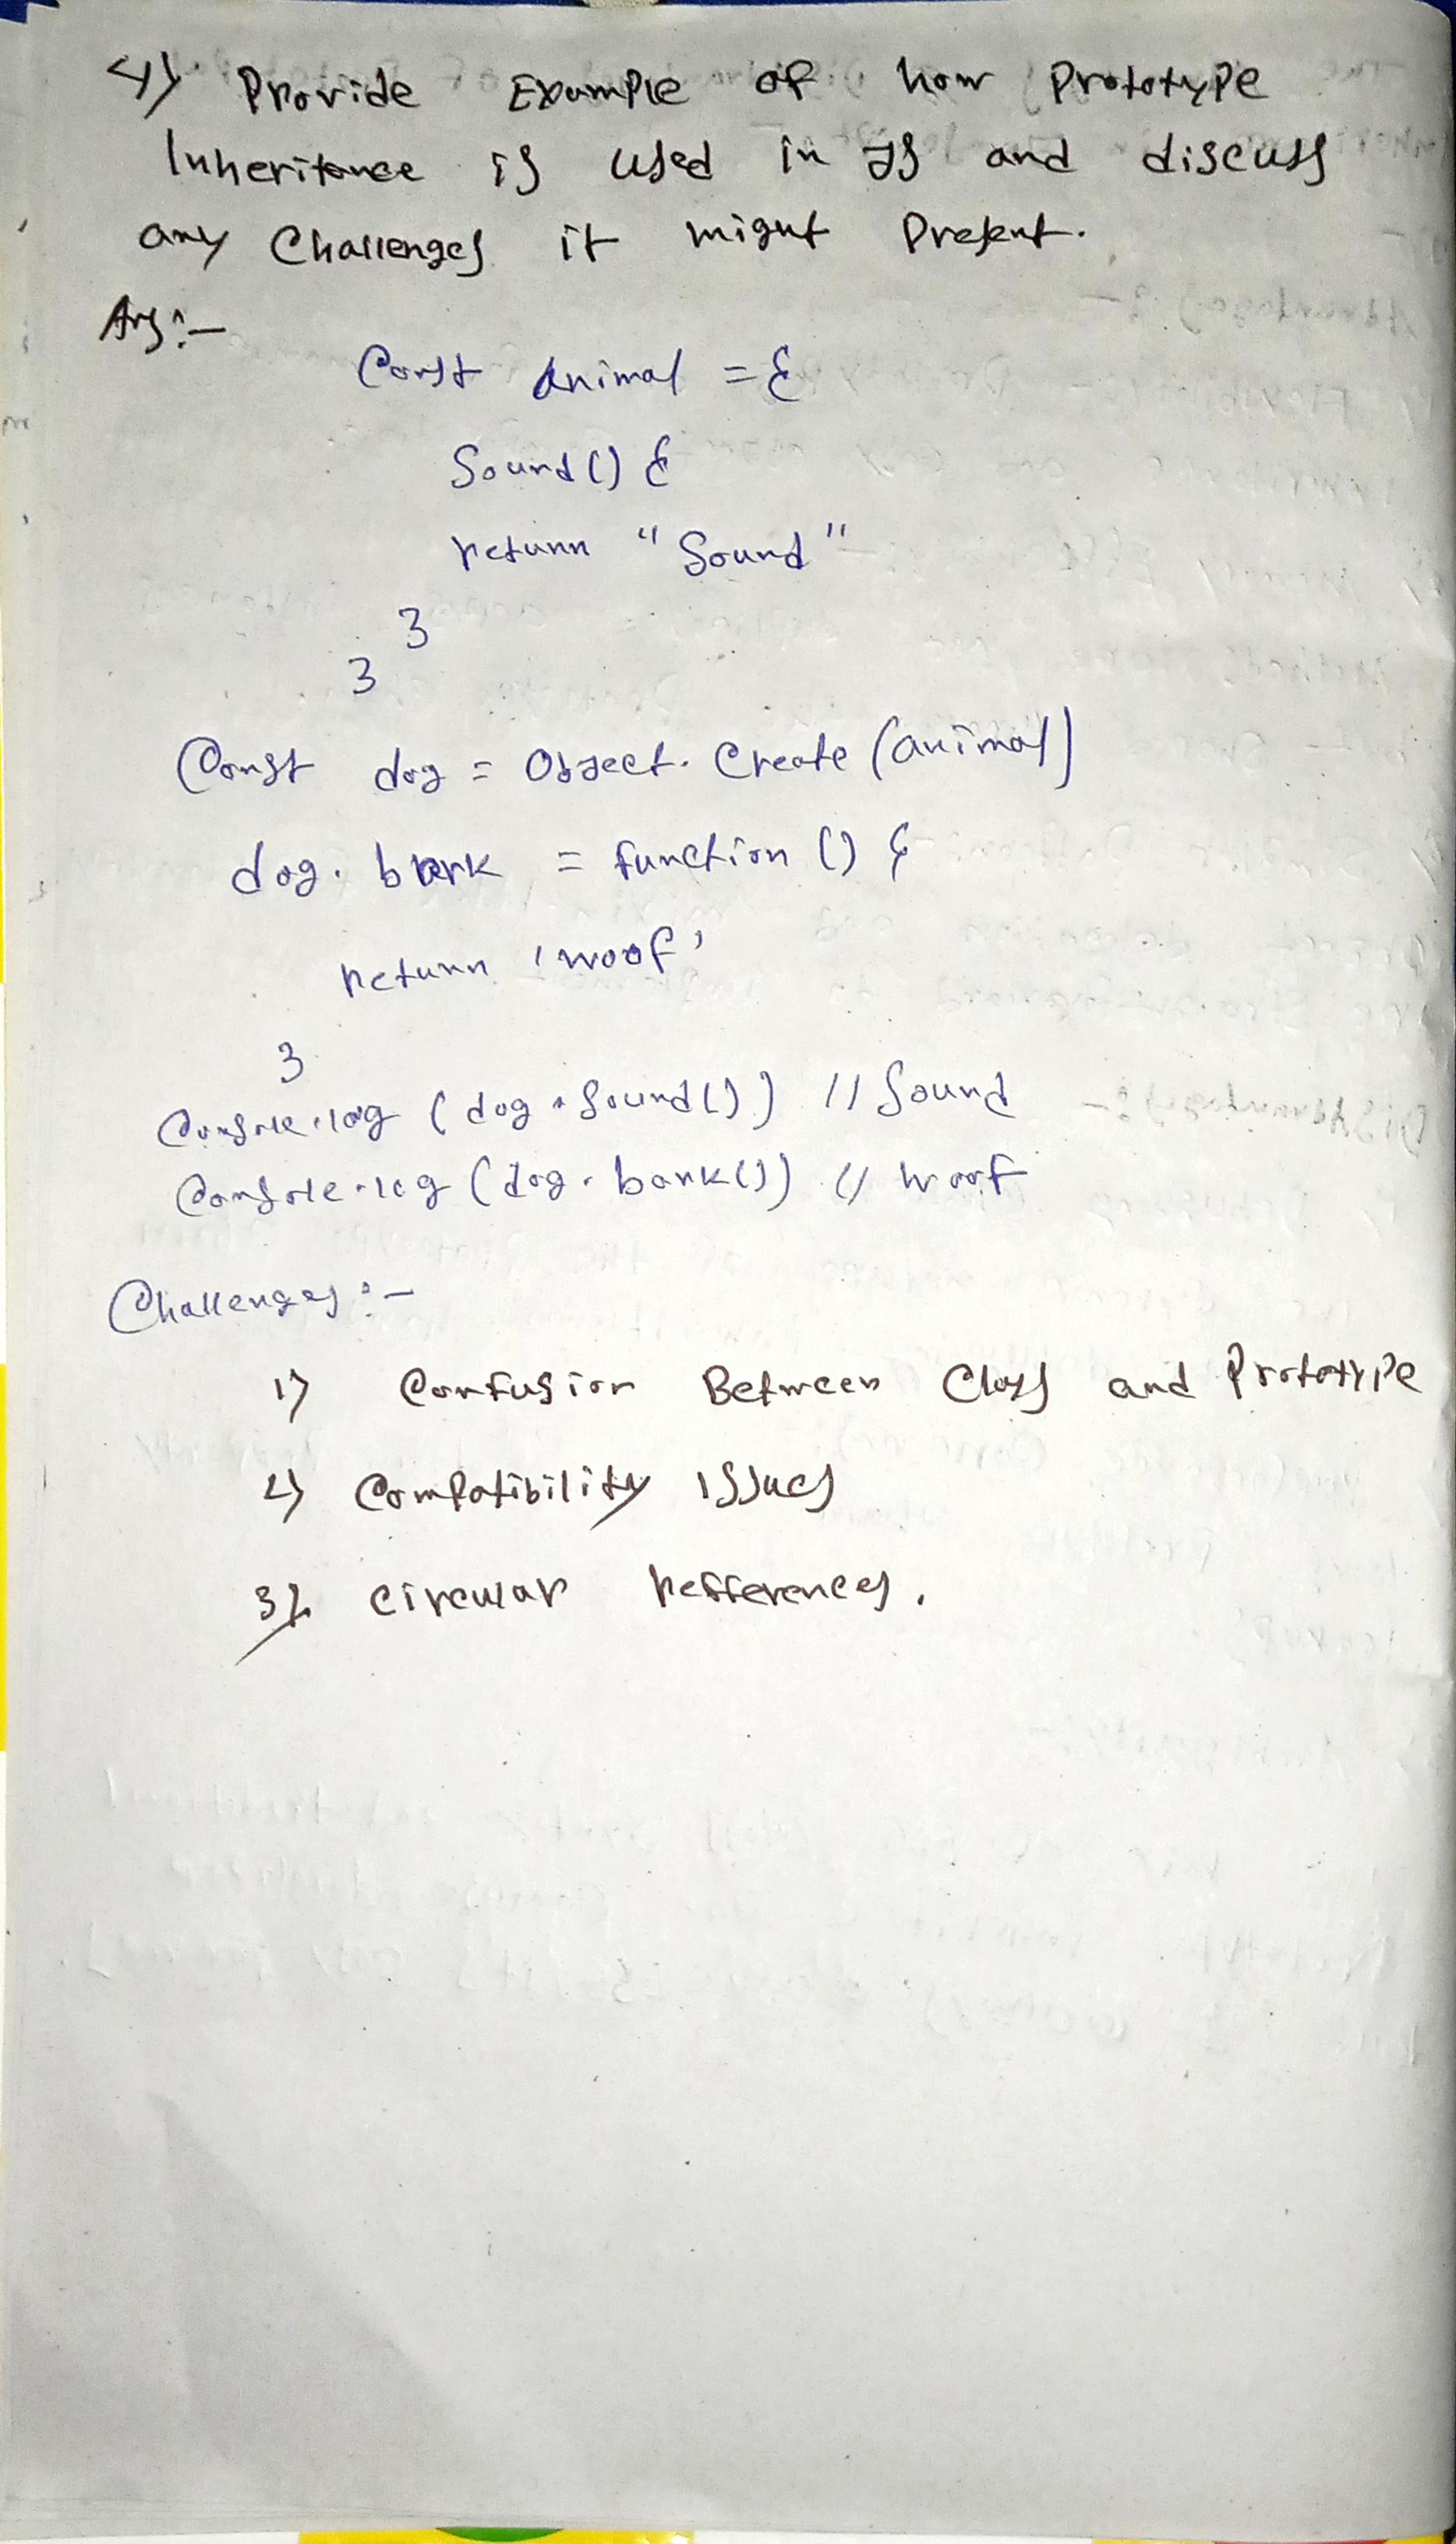 4) Provide Example of how Prototype
Inheritance is used in JS and discuss
any Challenges it might Present.
Ans:-
Const Animal = {
Sound() {
return "Sound"
}
}
Const dog = Object. Create (animal)
dog. bark = function () {
return 'woof'
}
Console.log (dog.Sound()) // Sound
Console.log (dog.bark()) // Woof
Challenges:-
1) Confusion Between Class and Prototype
2) Compatibility issues
3) Circular Refferences.